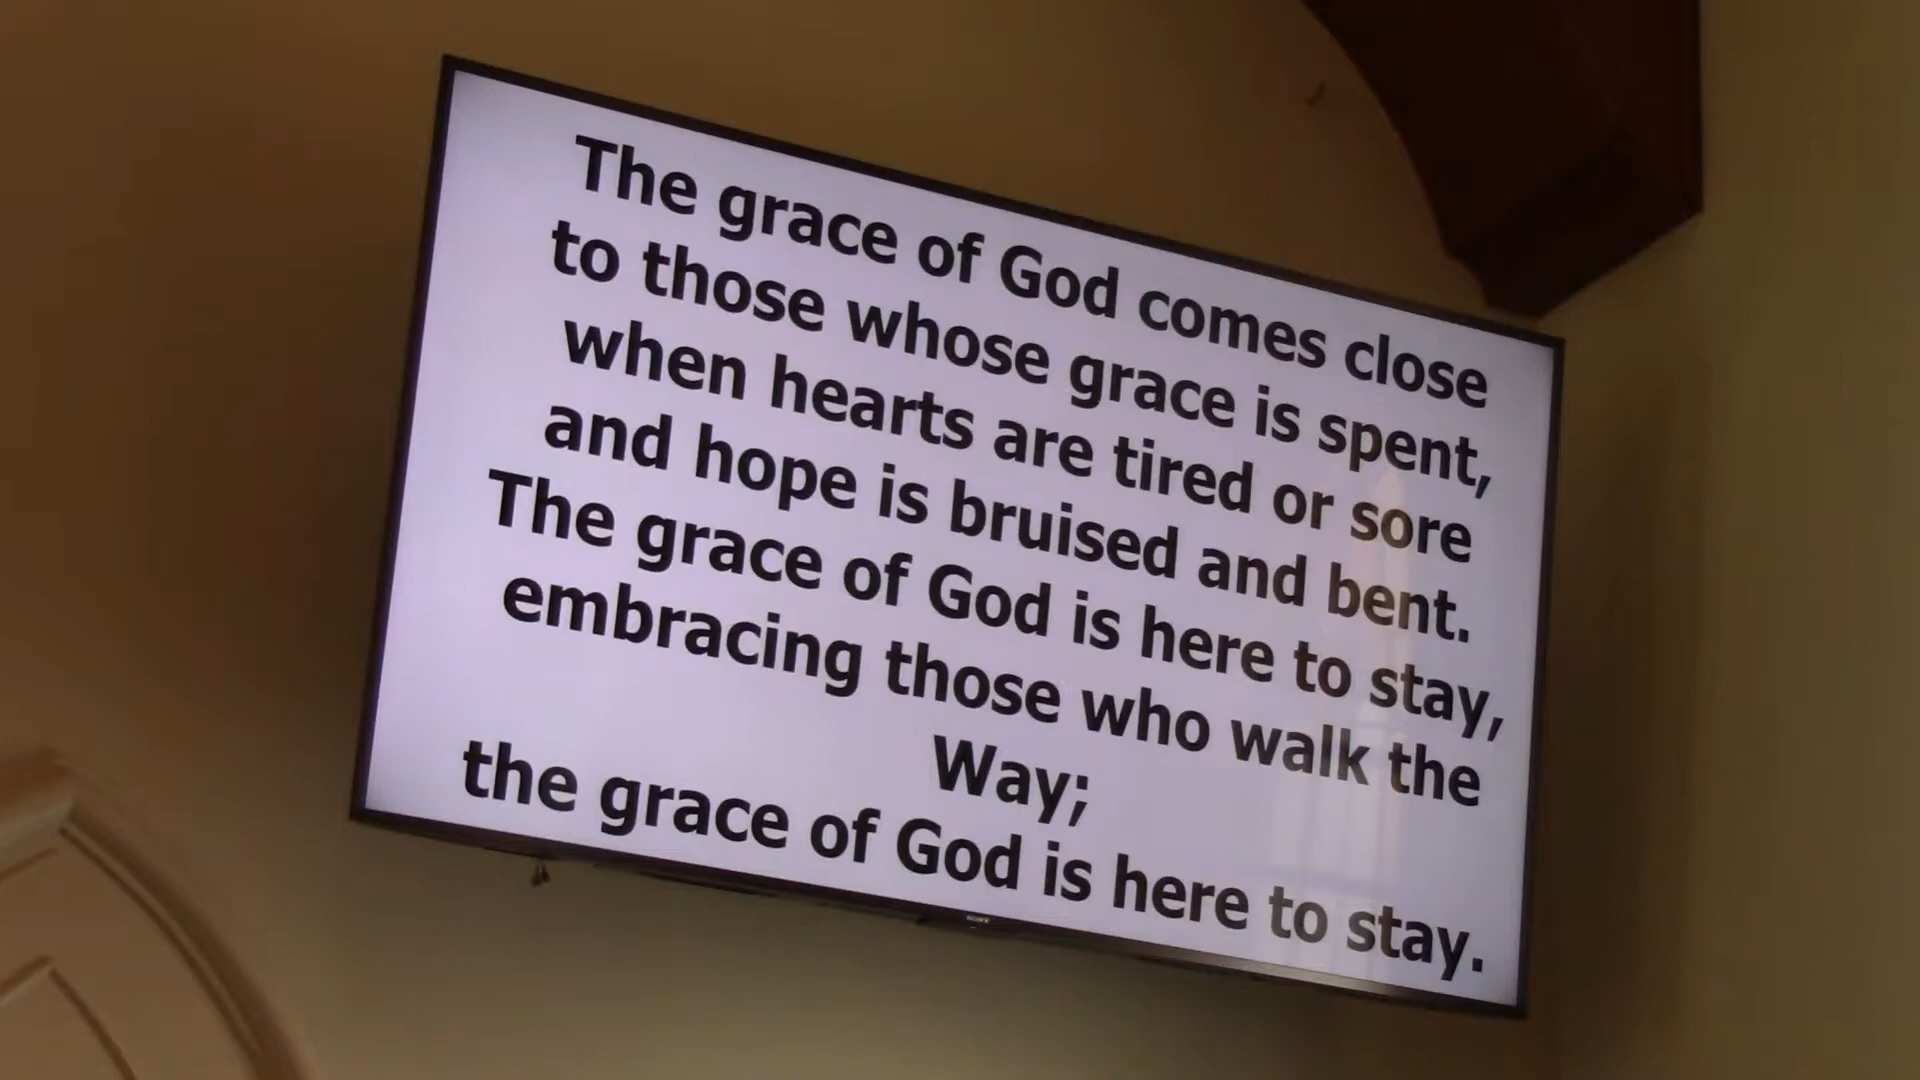 The grace of God comes close
to those whose grace is spent,
when hearts are tired or sore
and hope is bruised and bent.
The grace of God is here to stay,
embracing those who walk the
Way;
the grace of God is here to stay.
SONY